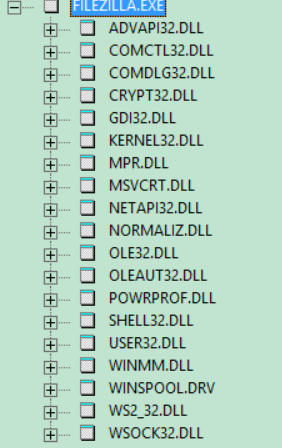 FILEZILLA.EXE
ADVAPI32.DLL
COMCTL32.DLL
COMDLG32.DLL
CRYPT32.DLL
GDI32.DLL
KERNEL32.DLL
MPR.DLL
MSVCRT.DLL
NETAPI32.DLL
NORMALIZ.DLL
OLE32.DLL
OLEAUT32.DLL
POWRPROF.DLL
SHELL32.DLL
USER32.DLL
WINMM.DLL
WINSPOOL.DRV
WS2_32.DLL
WSOCK32.DLL